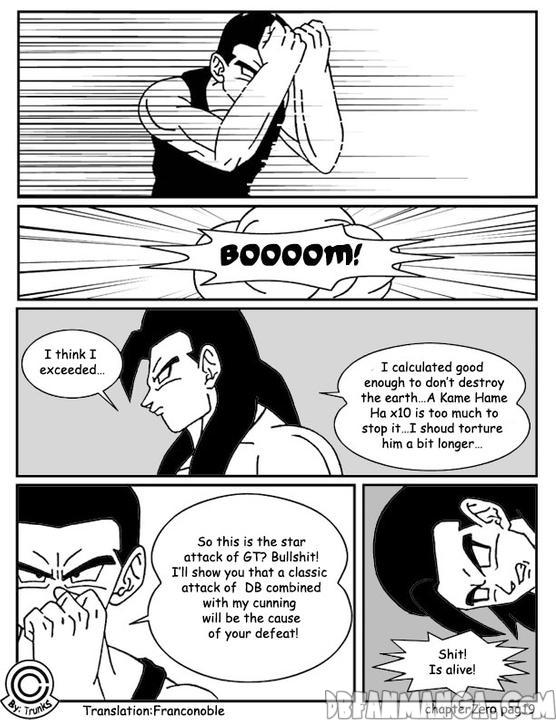 BOOOOM!
I think I
exceeded...
I calculated good
enough to don't destroy
the earth...A Kame Hame
Ha x10 is too much to
stop it...I shoud torture
him a bit longer...
So this is the star
attack of GT? Bullshit!
I'll show you that a classic
attack of DB combined
with my cunning
will be the cause
of your defeat!
Shit!
Is alive!
By: Trunks
Translation:Franconoble
chapterZero pag19
DBFANMANGA.COM